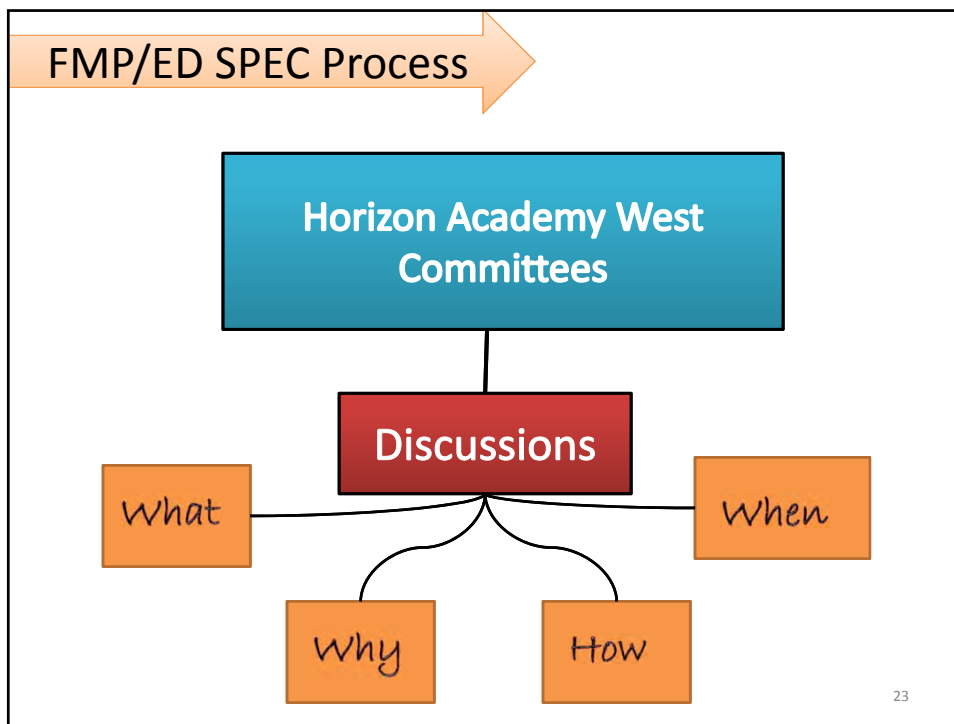 FMP/ED SPEC Process
Horizon Academy West
Committees
Discussions
What
When
Why
How
23